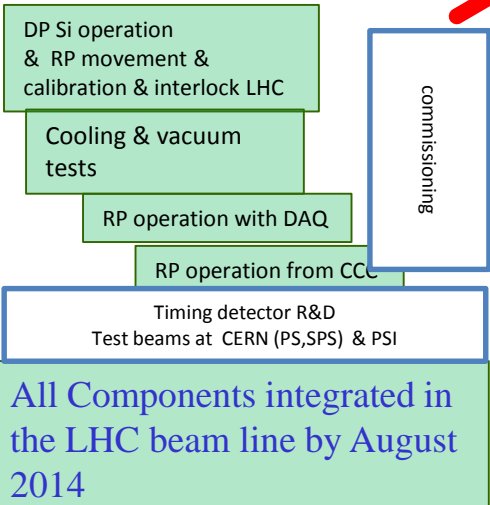 DP Si operation
& RP movement &
calibration & interlock LHC
commissioning
Cooling & vacuum
tests
RP operation with DAQ
RP operation from CCC
Timing detector R&D
Test beams at CERN (PS,SPS) & PSI
All Components integrated in
the LHC beam line by August
2014